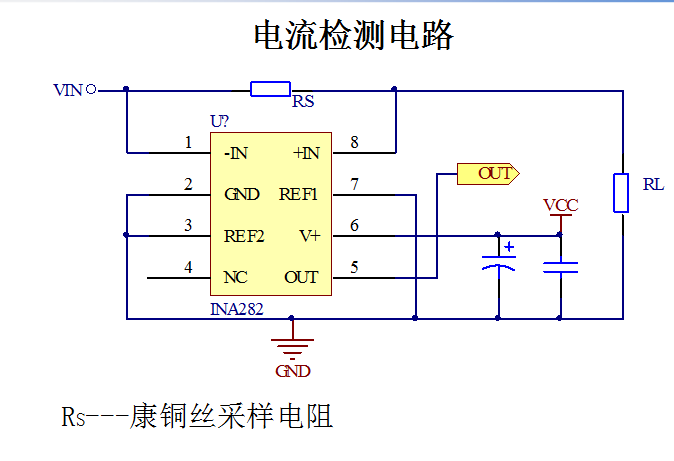 电流检测电路
VIN
RS
U?
1 -IN +IN 8
2 GND REF1 7
3 REF2 V+ 6
4 NC OUT 5
INA282
OUT
VCC
+
RL
GND
Rs---康铜丝采样电阻